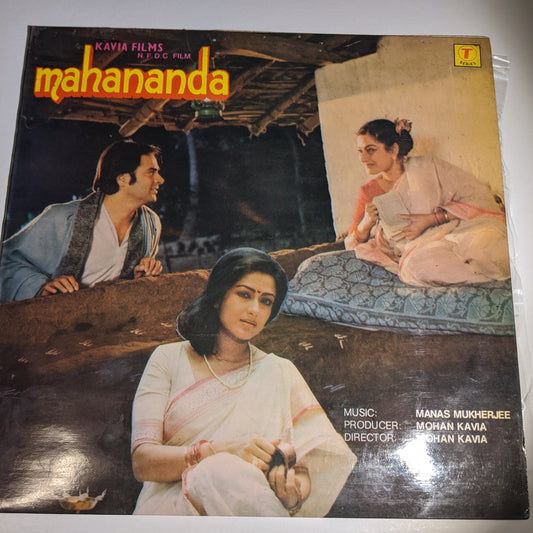 KAVIA FILMS
N.F.D.C FILM
mahananda
T
SERIES
MUSIC: MANAS MUKHERJEE
PRODUCER: MOHAN KAVIA
DIRECTOR: MOHAN KAVIA